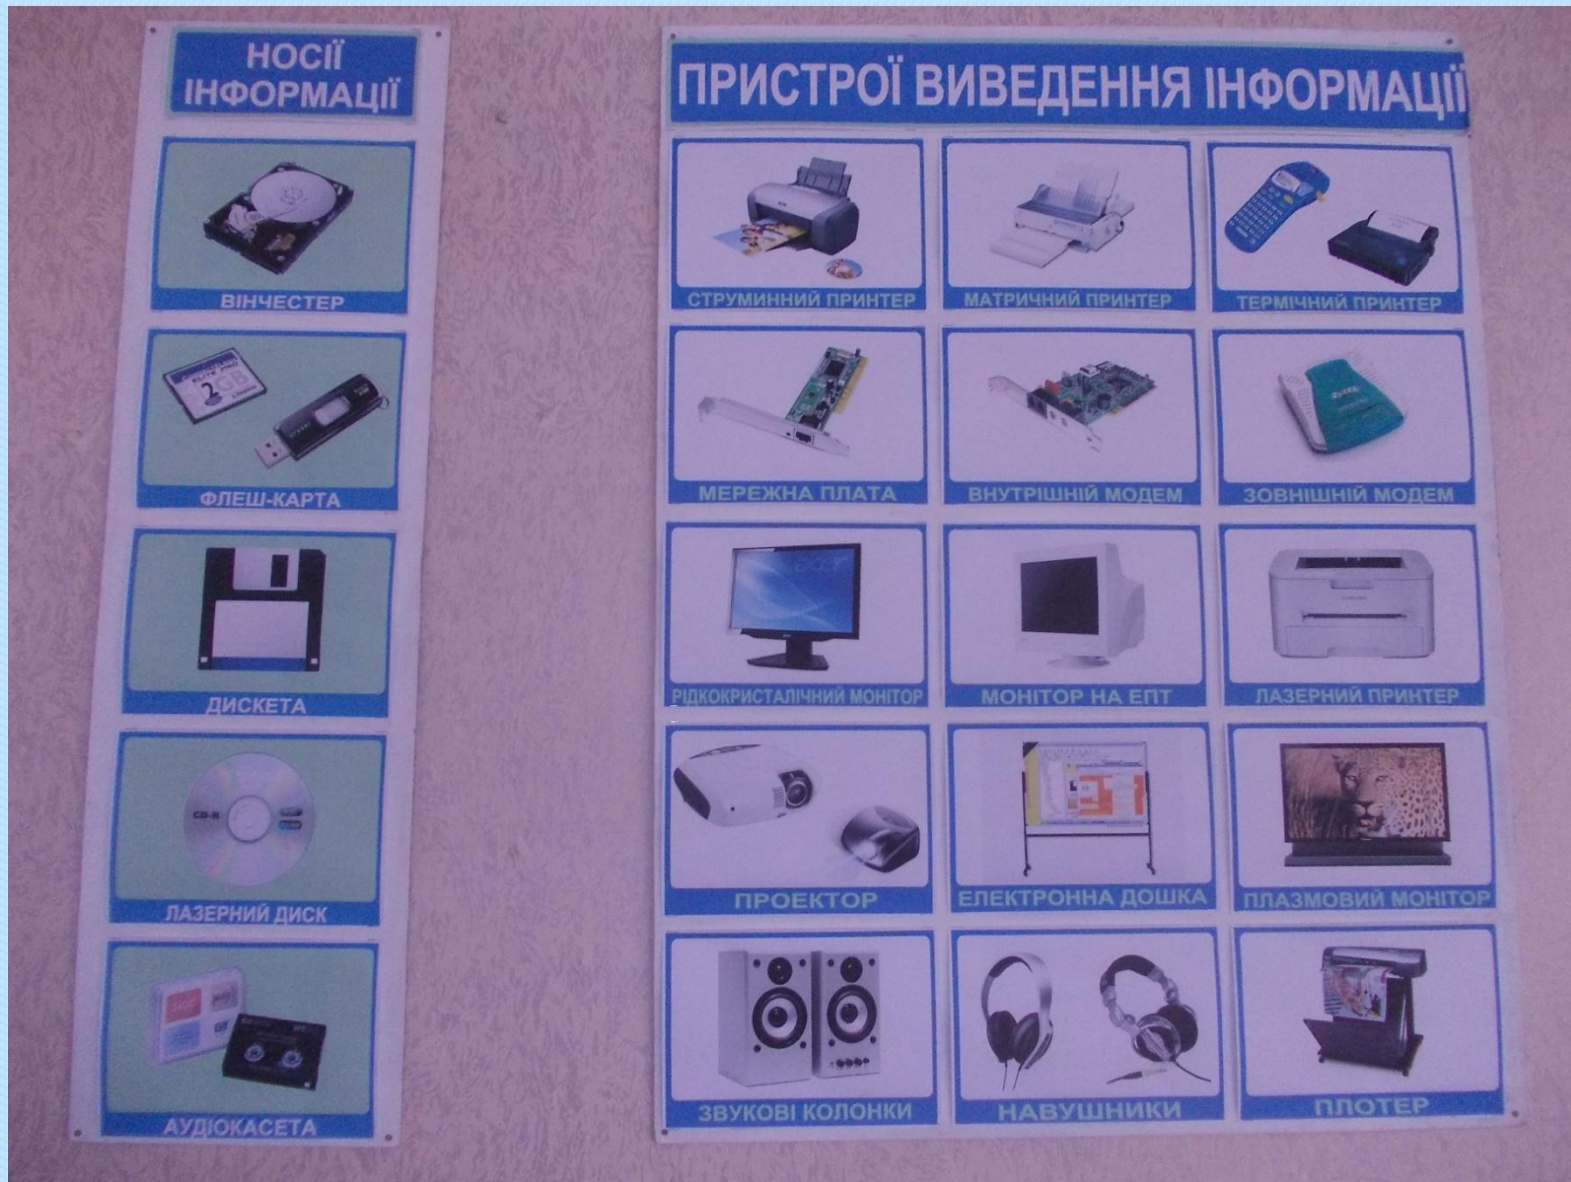 НОСІЇ
ІНФОРМАЦІЇ
ВІНЧЕСТЕР
2GB
ФЛЕШ-КАРТА
ДИСКЕТА
CD-R
ЛАЗЕРНИЙ ДИСК
АУДІОКАСЕТА
ПРИСТРОЇ ВИВЕДЕННЯ ІНФОРМАЦІЇ
СТРУМИННИЙ ПРИНТЕР
МАТРИЧНИЙ ПРИНТЕР
ТЕРМІЧНИЙ ПРИНТЕР
МЕРЕЖНА ПЛАТА
ВНУТРІШНІЙ МОДЕМ
ЗОВНІШНІЙ МОДЕМ
РІДКОКРИСТАЛІЧНИЙ МОНІТОР
МОНІТОР НА ЕПТ
ЛАЗЕРНИЙ ПРИНТЕР
ПРОЕКТОР
ЕЛЕКТРОННА ДОШКА
ПЛАЗМОВИЙ МОНІТОР
ЗВУКОВІ КОЛОНКИ
НАВУШНИКИ
ПЛОТЕР